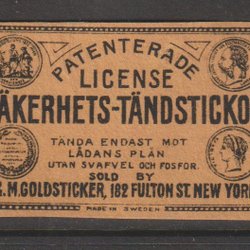 PATENTERADE
LICENSE
ÄKERHETS-TÄNDSTICKO
TÄNDA ENDAST MOT
LÅDANS PLÅN
UTAN SVAFVEL OCH FOSFOR.
SOLD BY
M. GOLDSTICKER, 182 FULTON ST. NEW YORK
MADE IN SWEDEN